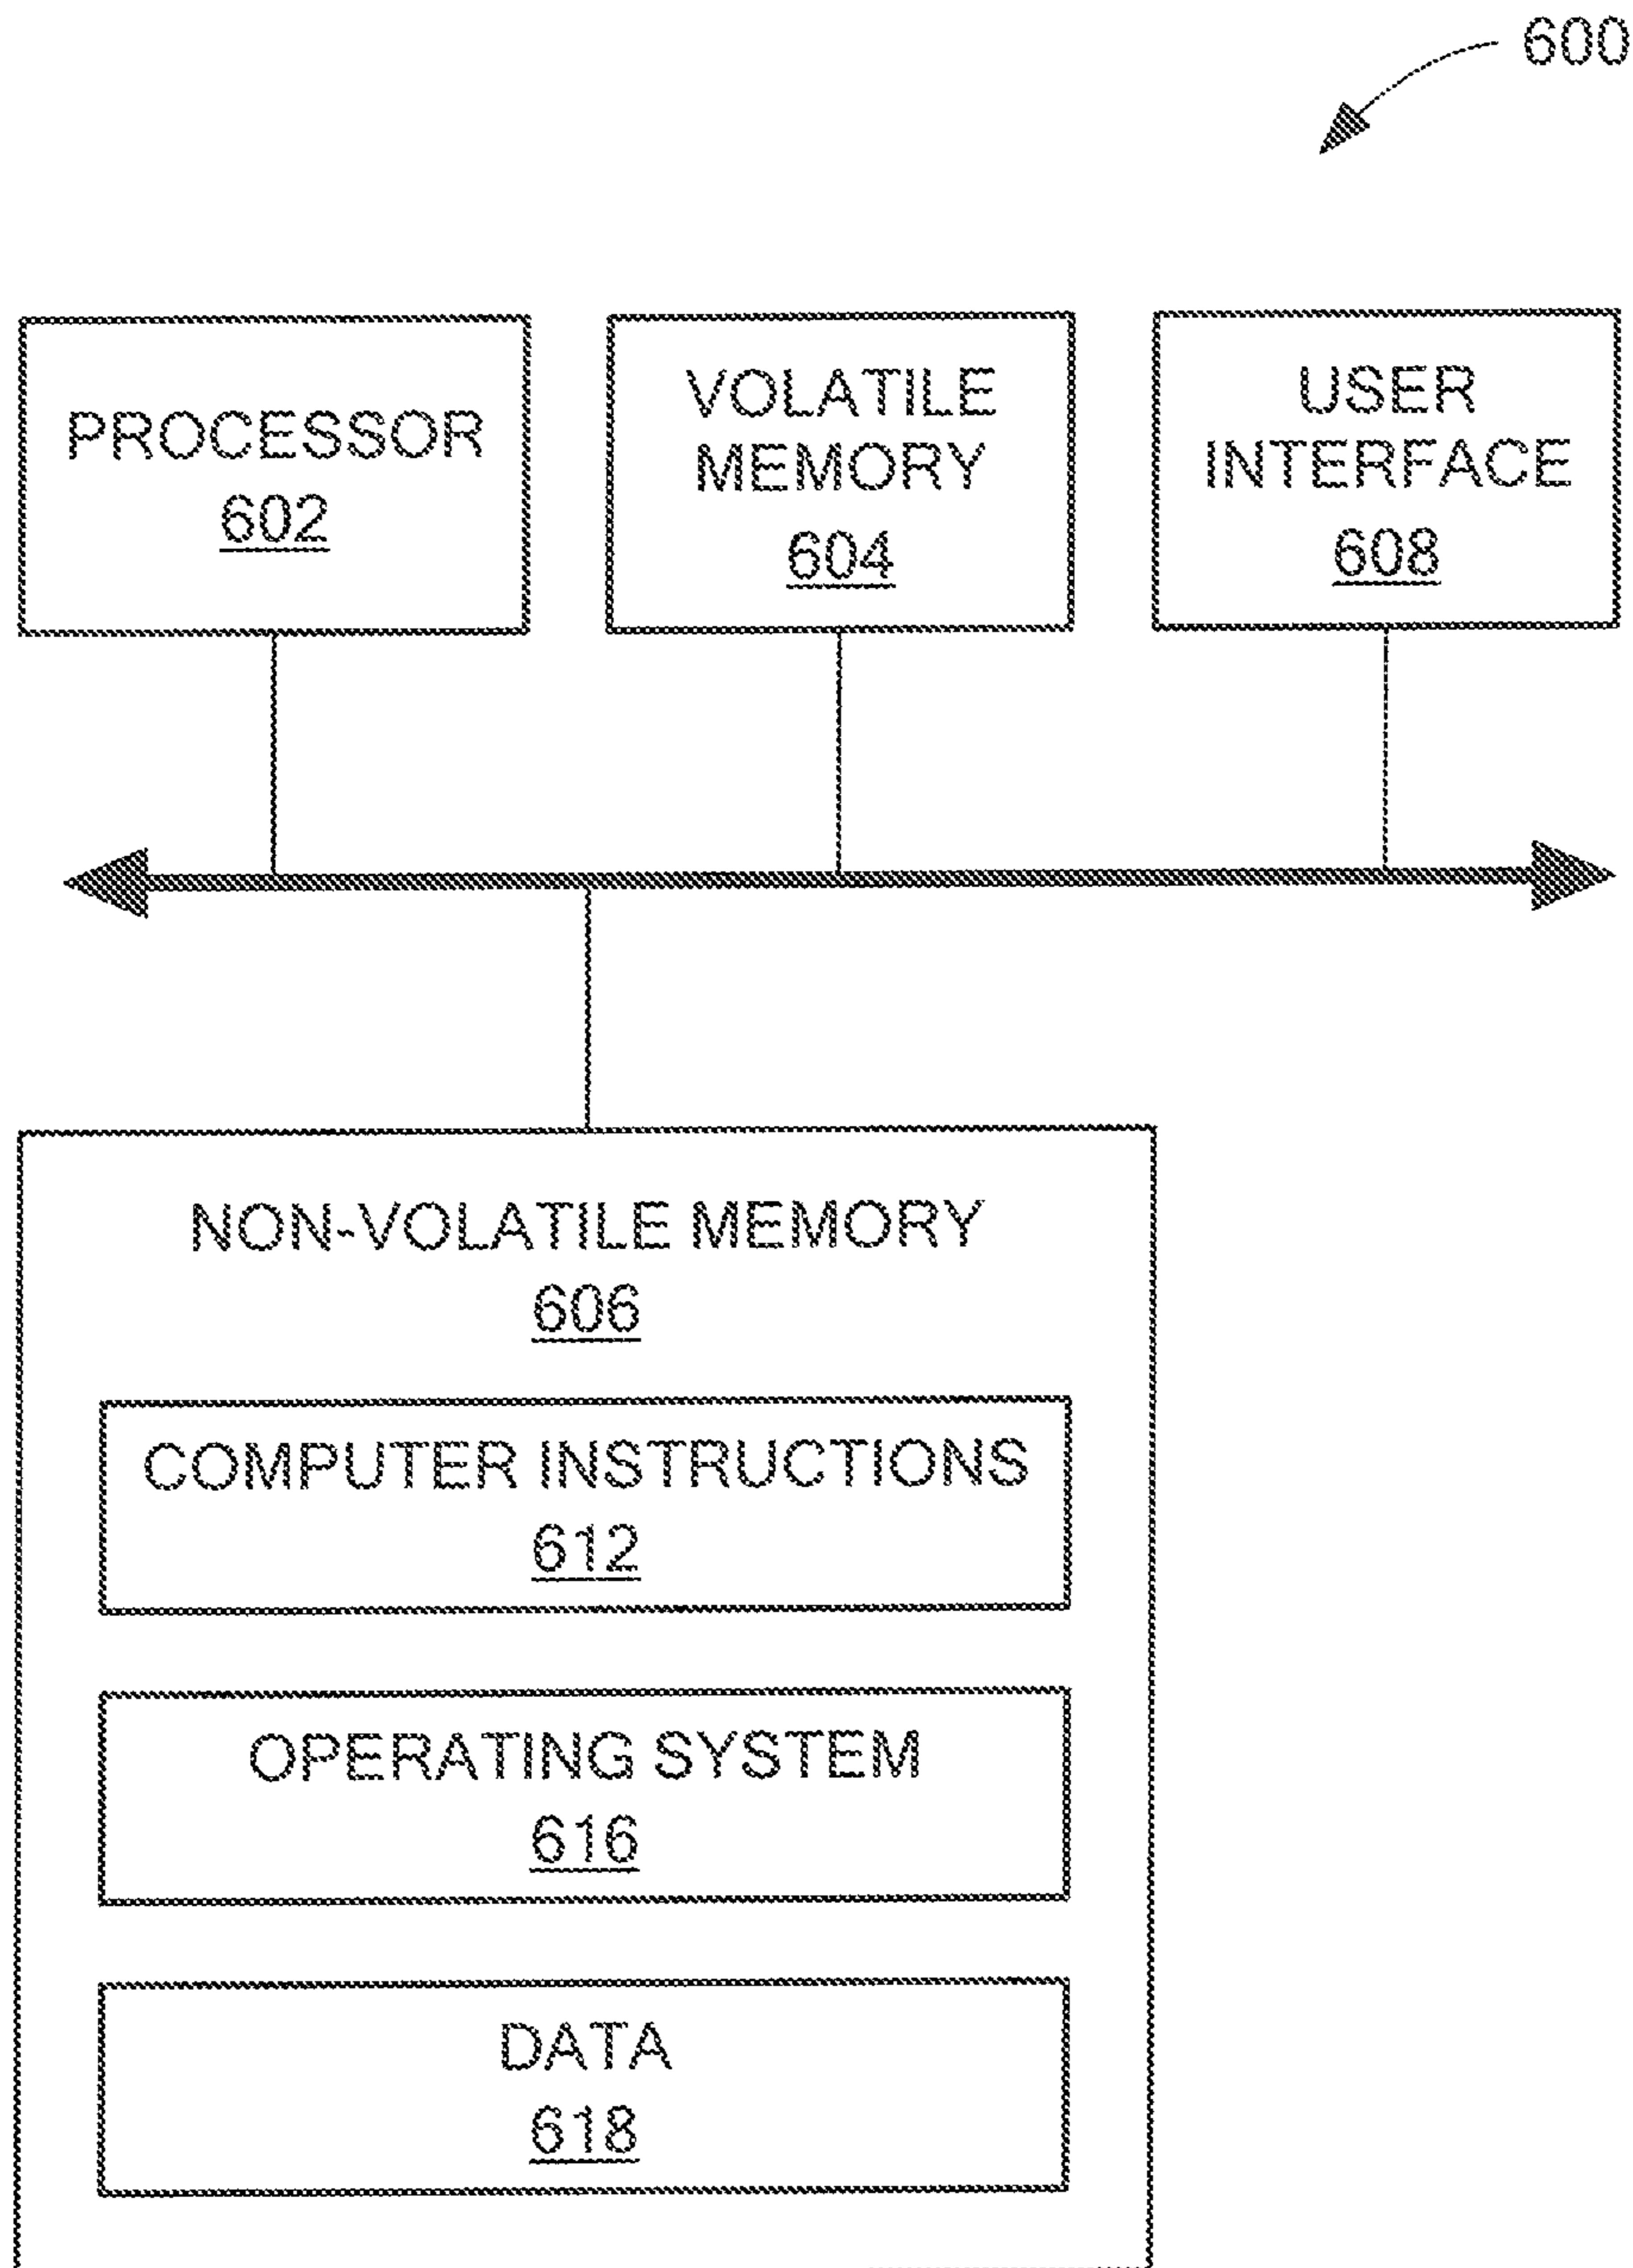 600
PROCESSOR
602
VOLATILE
MEMORY
604
USER
INTERFACE
608
NON-VOLATILE MEMORY
606
COMPUTER INSTRUCTIONS
612
OPERATING SYSTEM
616
DATA
618